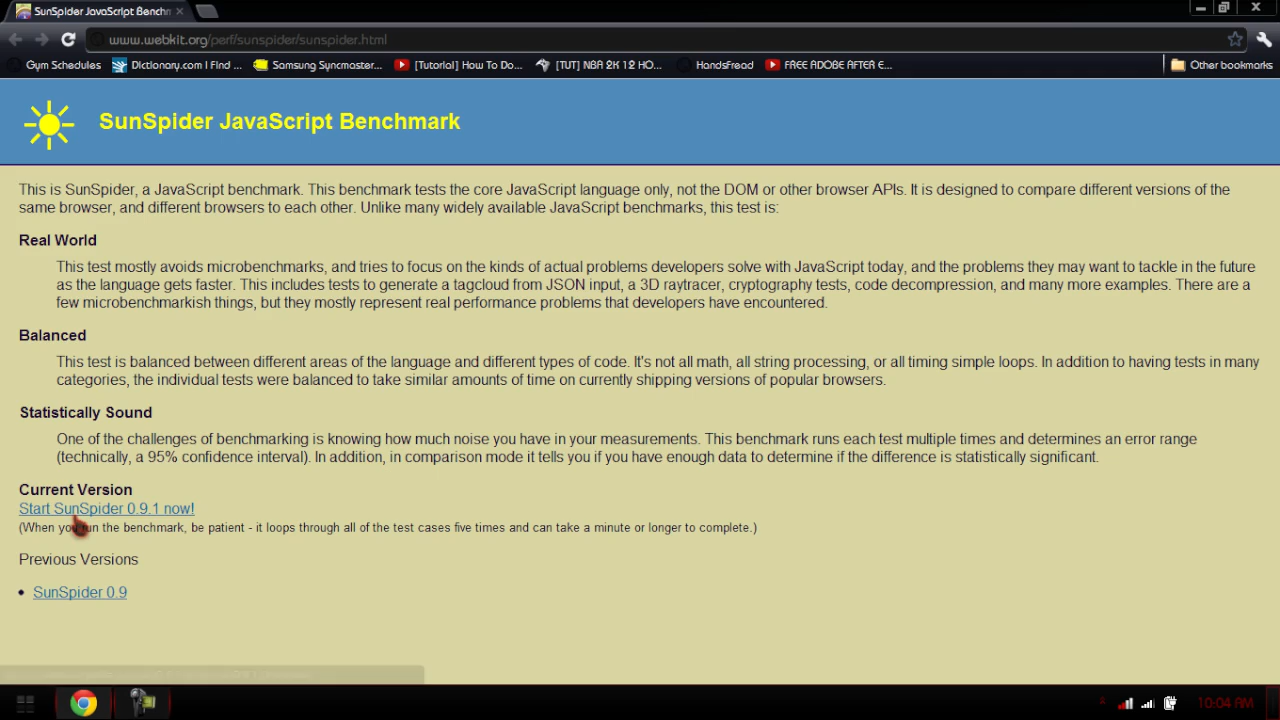 SunSpider JavaScript Benchm
www.webkit.org/perf/sunspider/sunspider.html
Gym Schedules Dictionary.com | Find ... Samsung Syncmaster... [Tutorial] How To Do... [TUT] NBA 2K 12 HO... HandsFread FREE ADOBE AFTER E... Other bookmarks
SunSpider JavaScript Benchmark
This is SunSpider, a JavaScript benchmark. This benchmark tests the core JavaScript language only, not the DOM or other browser APIs. It is designed to compare different versions of the
same browser, and different browsers to each other. Unlike many widely available JavaScript benchmarks, this test is:
Real World
This test mostly avoids microbenchmarks, and tries to focus on the kinds of actual problems developers solve with JavaScript today, and the problems they may want to tackle in the future
as the language gets faster. This includes tests to generate a tagcloud from JSON input, a 3D raytracer, cryptography tests, code decompression, and many more examples. There are a
few microbenchmarkish things, but they mostly represent real performance problems that developers have encountered.
Balanced
This test is balanced between different areas of the language and different types of code. It's not all math, all string processing, or all timing simple loops. In addition to having tests in many
categories, the individual tests were balanced to take similar amounts of time on currently shipping versions of popular browsers.
Statistically Sound
One of the challenges of benchmarking is knowing how much noise you have in your measurements. This benchmark runs each test multiple times and determines an error range
(technically, a 95% confidence interval). In addition, in comparison mode it tells you if you have enough data to determine if the difference is statistically significant.
Current Version
Start SunSpider 0.9.1 now!
(When you run the benchmark, be patient - it loops through all of the test cases five times and can take a minute or longer to complete.)
Previous Versions
• SunSpider 0.9
10:04 AM